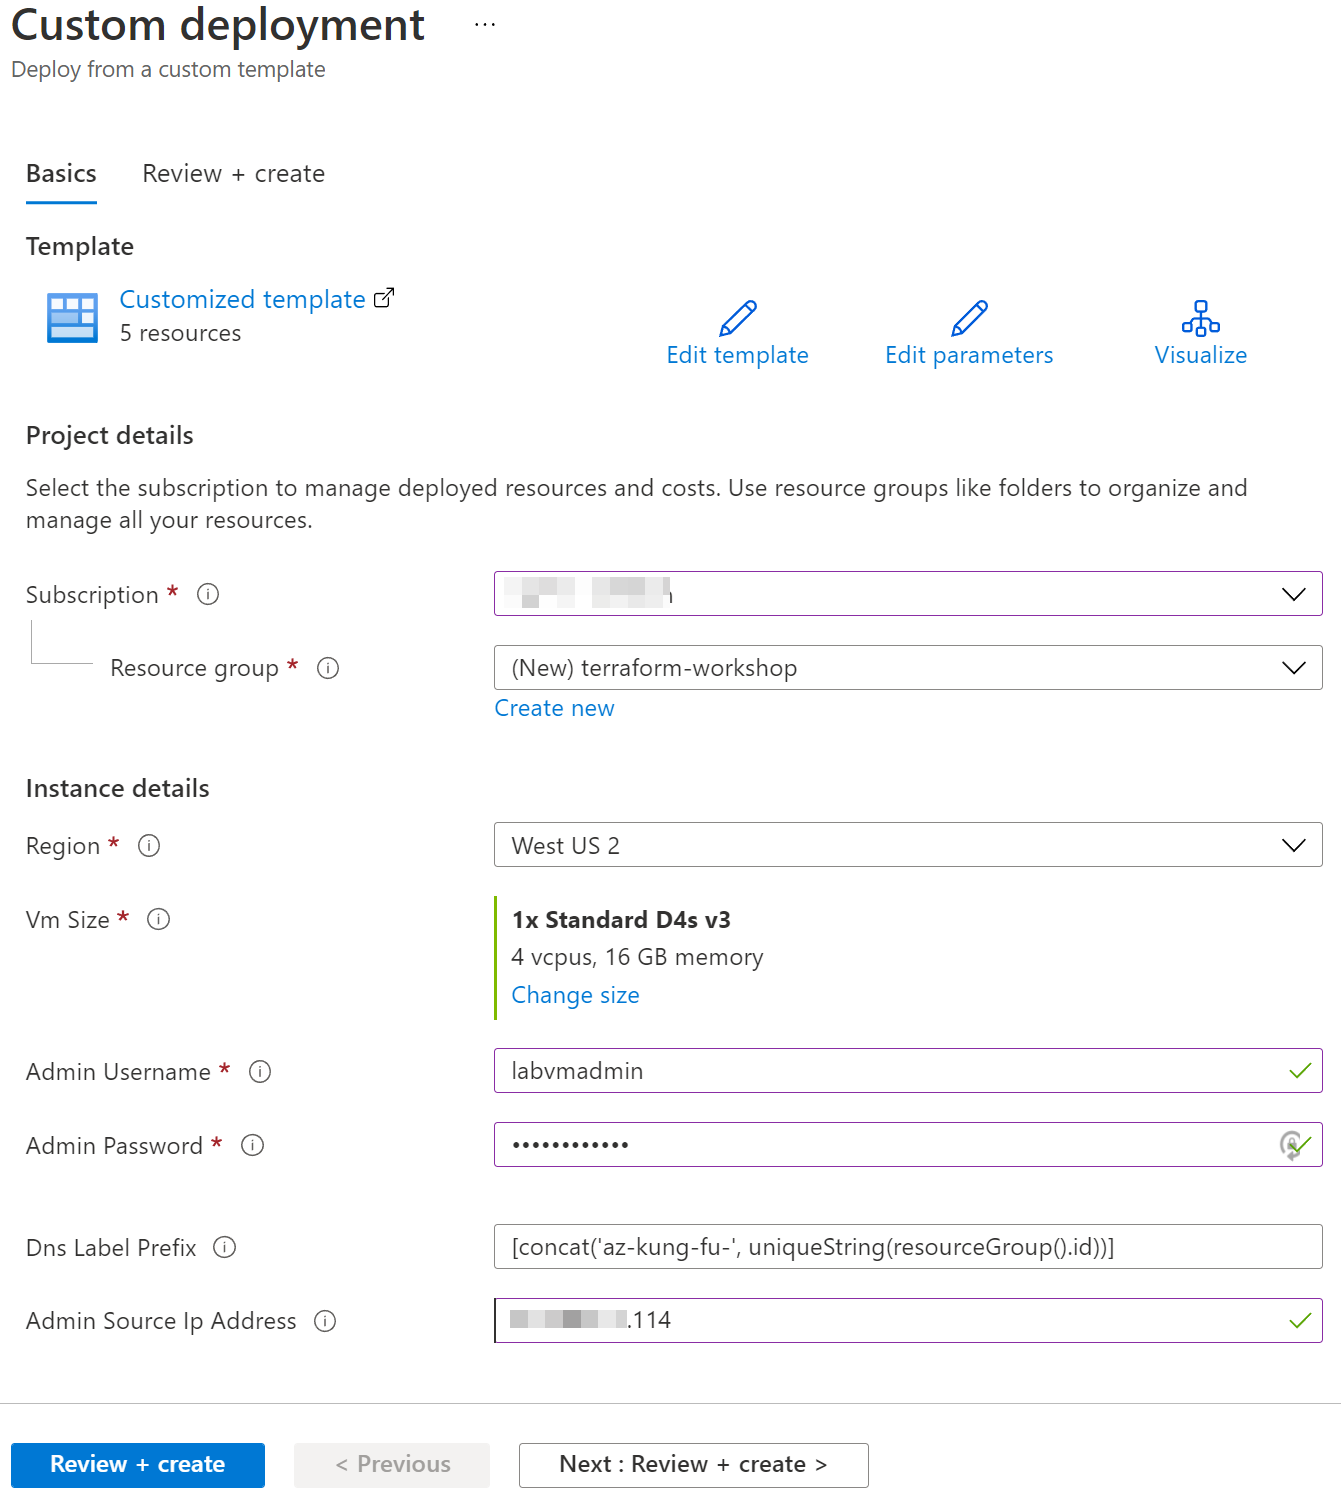 Custom deployment ...
Deploy from a custom template
Basics Review + create
Template
Customized template
5 resources
Edit template Edit parameters Visualize
Project details
Select the subscription to manage deployed resources and costs. Use resource groups like folders to organize and
manage all your resources.
Subscription *
Resource group * (New) terraform-workshop
Create new
Instance details
Region * West US 2
Vm Size * 1x Standard D4s v3
4 vcpus, 16 GB memory
Change size
Admin Username * labvmadmin
Admin Password * ••••••••••••
Dns Label Prefix [concat('az-kung-fu-', uniqueString(resourceGroup().id))]
Admin Source Ip Address .114
Review + create < Previous Next : Review + create >